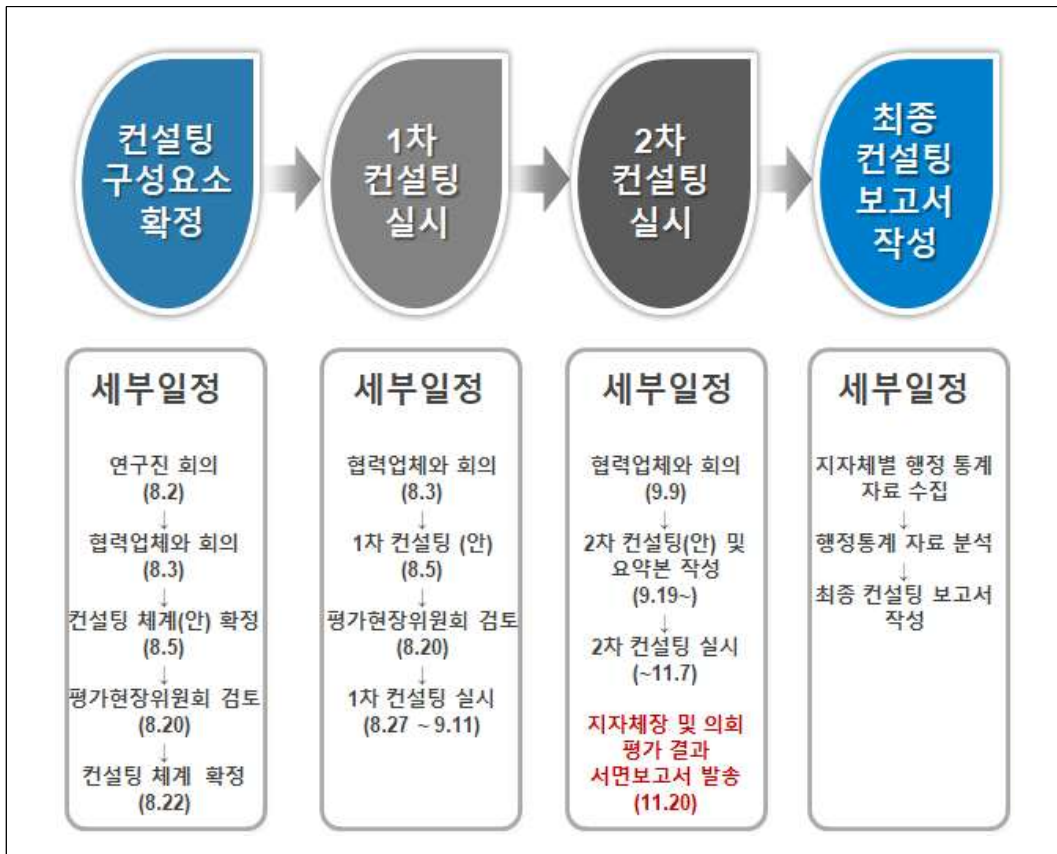 컨설팅
구성요소
확정
1차
컨설팅
실시
2차
컨설팅
실시
최종
컨설팅
보고서
작성
세부일정
연구진 회의
(8.2)
↓
협력업체와 회의
(8.3)
↓
컨설팅 체계(안) 확정
(8.5)
↓
평가현장위원회 검토
(8.20)
↓
컨설팅 체계 확정
(8.22)
세부일정
협력업체와 회의
(8.3)
↓
1차 컨설팅 (안)
(8.5)
↓
평가현장위원회 검토
(8.20)
↓
1차 컨설팅 실시
(8.27 ~ 9.11)
세부일정
협력업체와 회의
(9.9)
↓
2차 컨설팅(안) 및
요약본 작성
(9.19~)
↓
2차 컨설팅 실시
(~11.7)
지자체장 및 의회
평가 결과
서면보고서 발송
(11.20)
세부일정
지자체별 행정 통계
자료 수집
↓
행정통계 자료 분석
↓
최종 컨설팅 보고서
작성